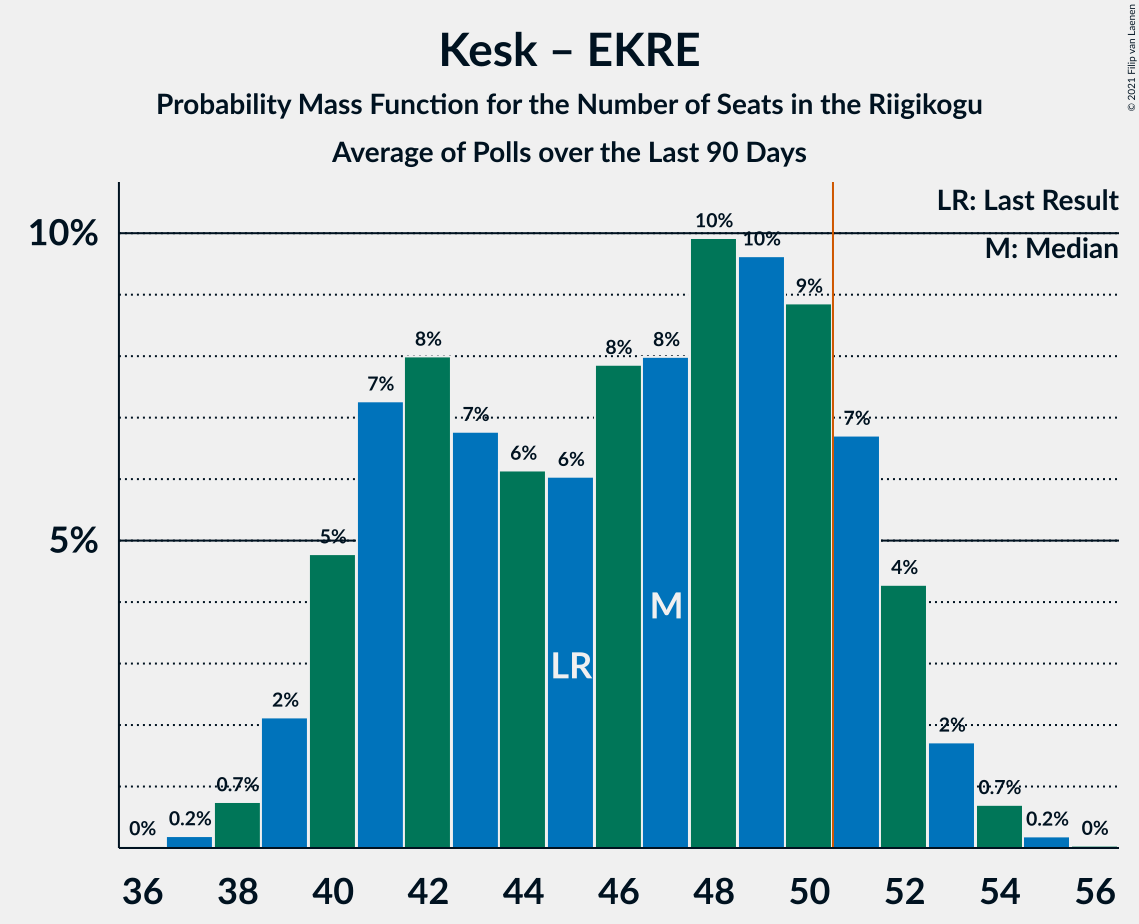 Kesk – EKRE
Probability Mass Function for the Number of Seats in the Riigikogu
Average of Polls over the Last 90 Days
© 2021 Filip van Laenen
LR: Last Result
M: Median
10%
5%
0%
0.2%
0.7%
2%
5%
7%
8%
7%
6%
6%
8%
8%
10%
10%
9%
7%
4%
2%
0.7%
0.2%
0%
LR
M
36 38 40 42 44 46 48 50 52 54 56